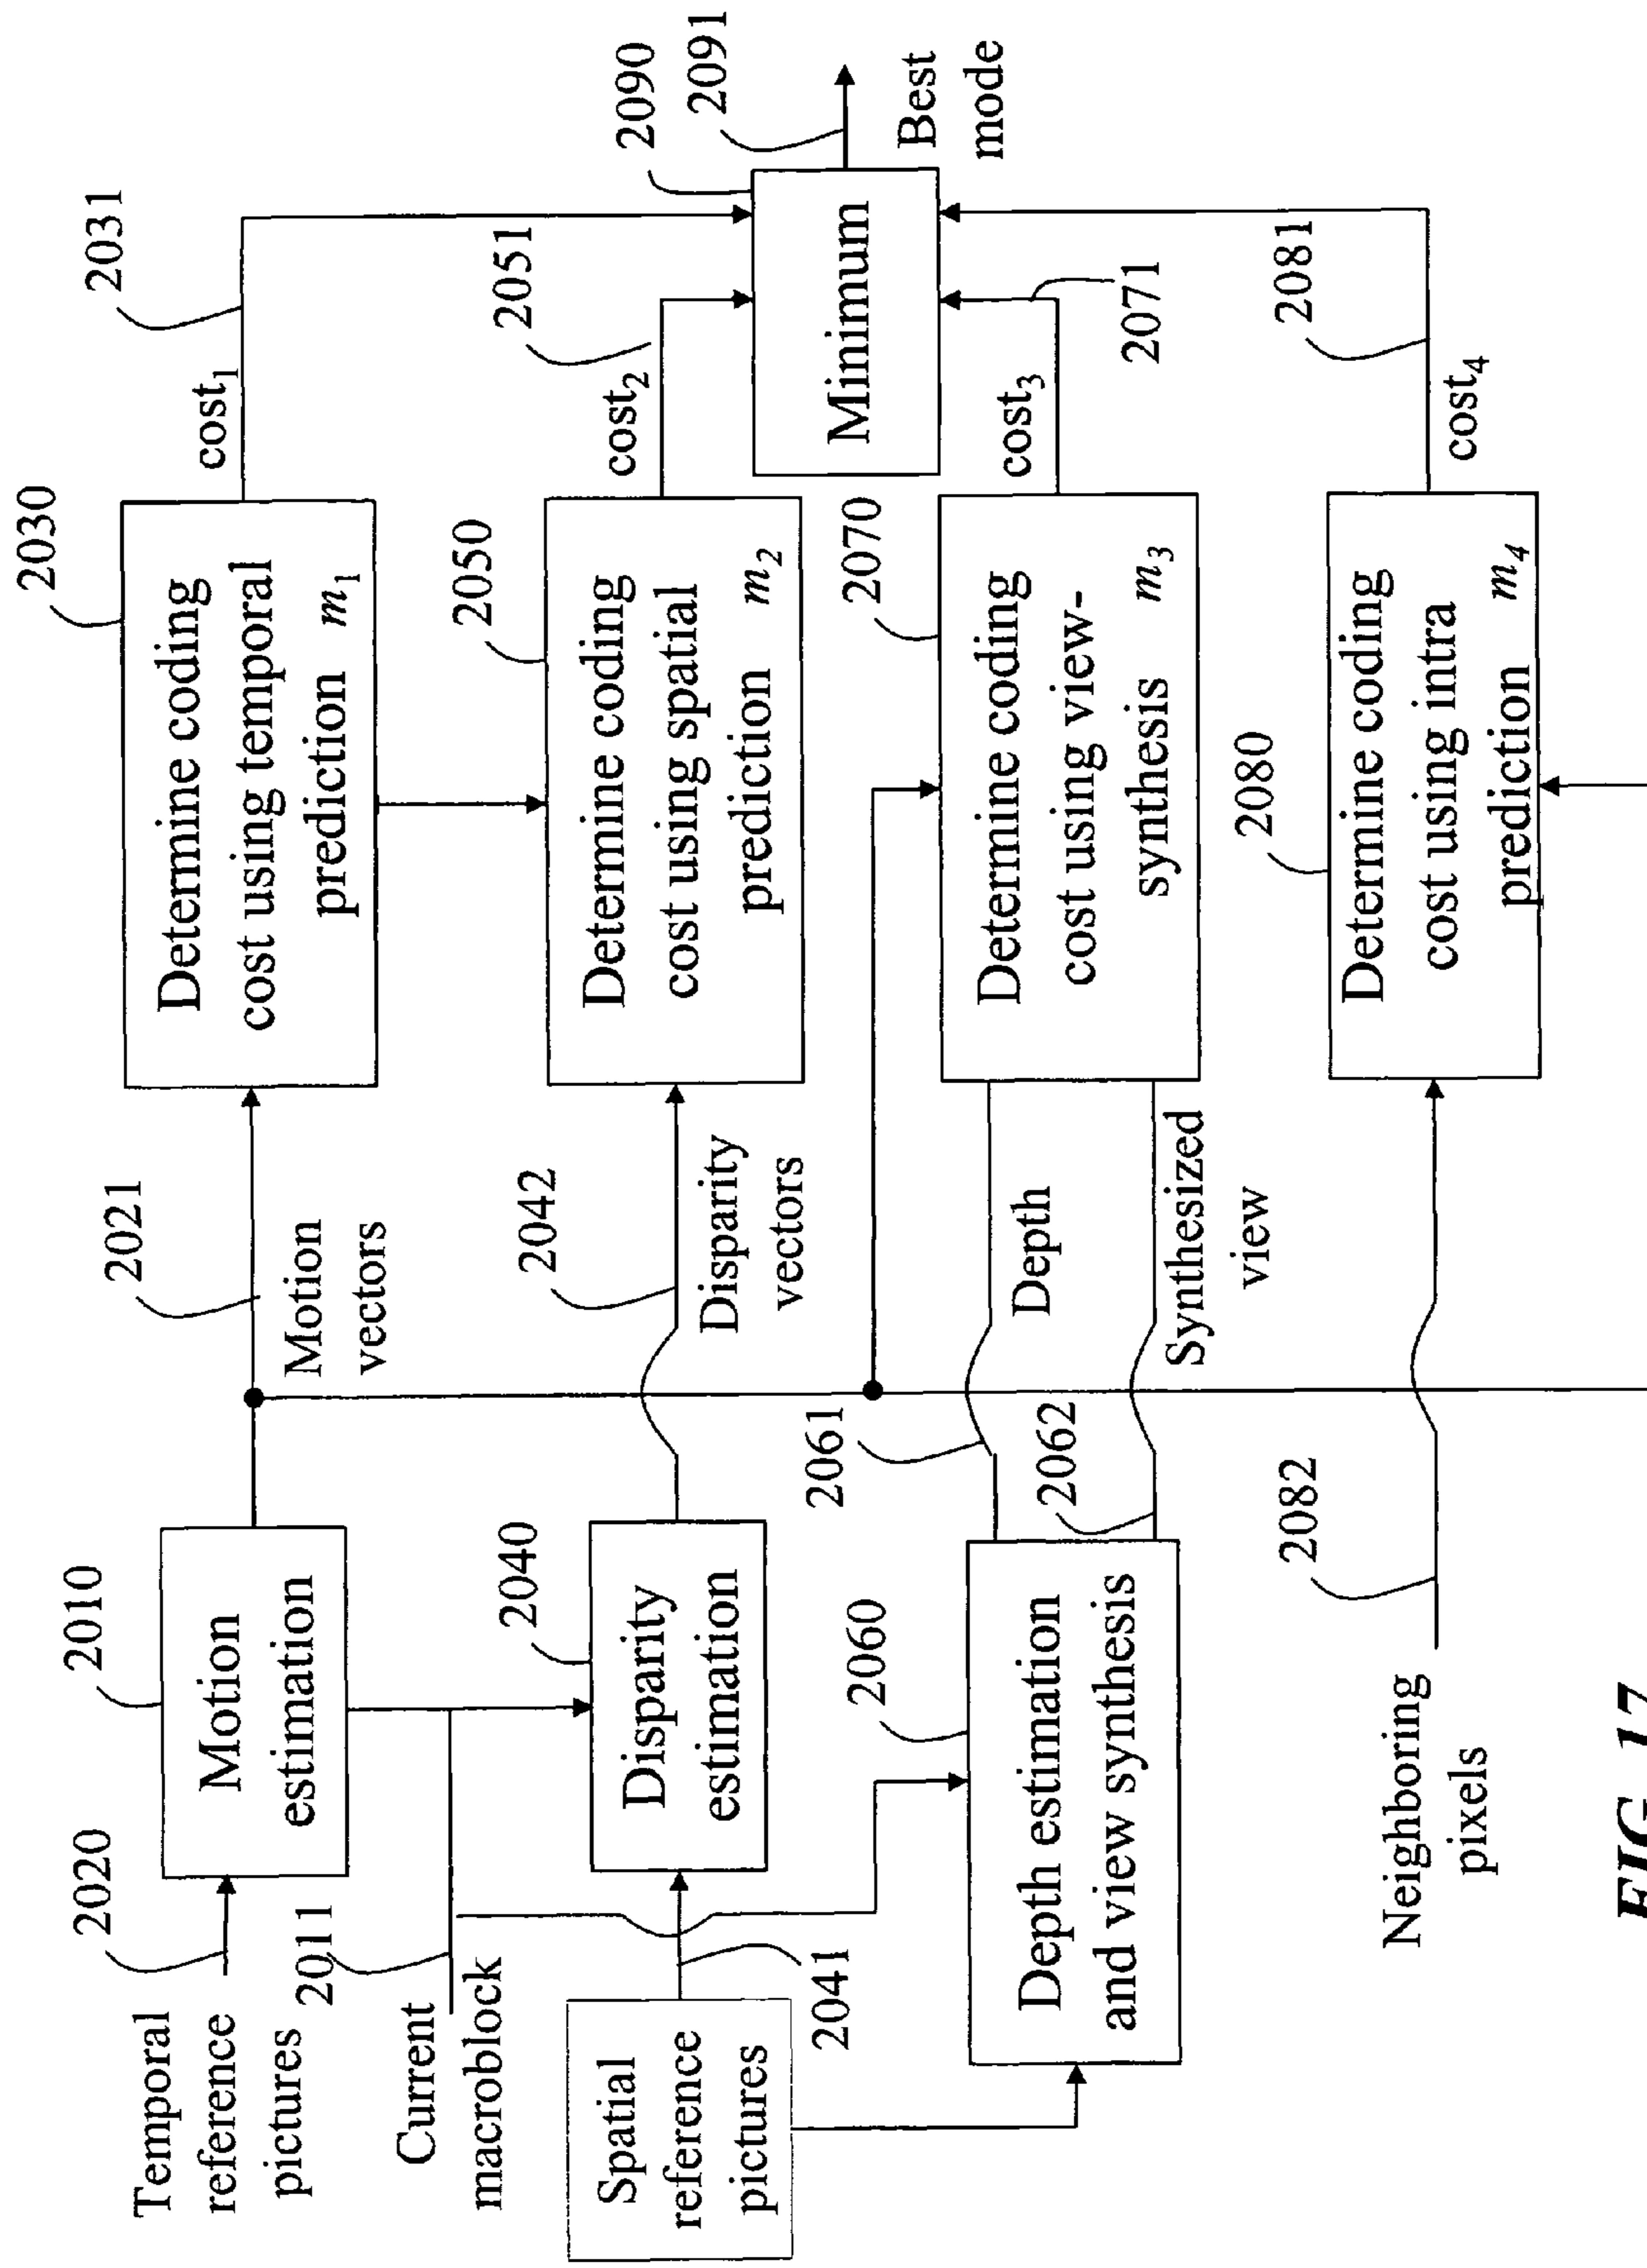 Temporal
reference
pictures
2020
2010
Motion
estimation
2021
Motion
vectors
2030
Determine coding
cost using temporal
prediction m₁
cost₁
2031
2011
Current
macroblock
Spatial
reference
pictures
2041
2040
Disparity
estimation
2042
Disparity
vectors
2050
Determine coding
cost using spatial
prediction m₂
cost₂
2051
2060
Depth estimation
and view synthesis
2061
Depth
2062
Synthesized
view
2070
Determine coding
cost using view-
synthesis m₃
cost₃
2071
Minimum
2090
2091
Best
mode
Neighboring
pixels
2082
2080
Determine coding
cost using intra
prediction m₄
cost₄
2081
FIG. 17